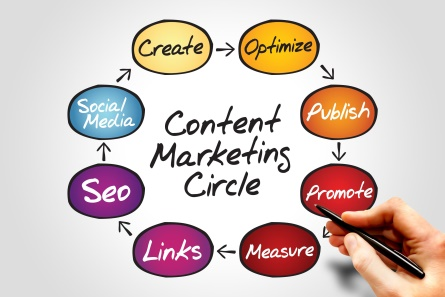 Create
Optimize
Publish
Promote
Measure
Links
Seo
Social
Media
Content
Marketing
Circle